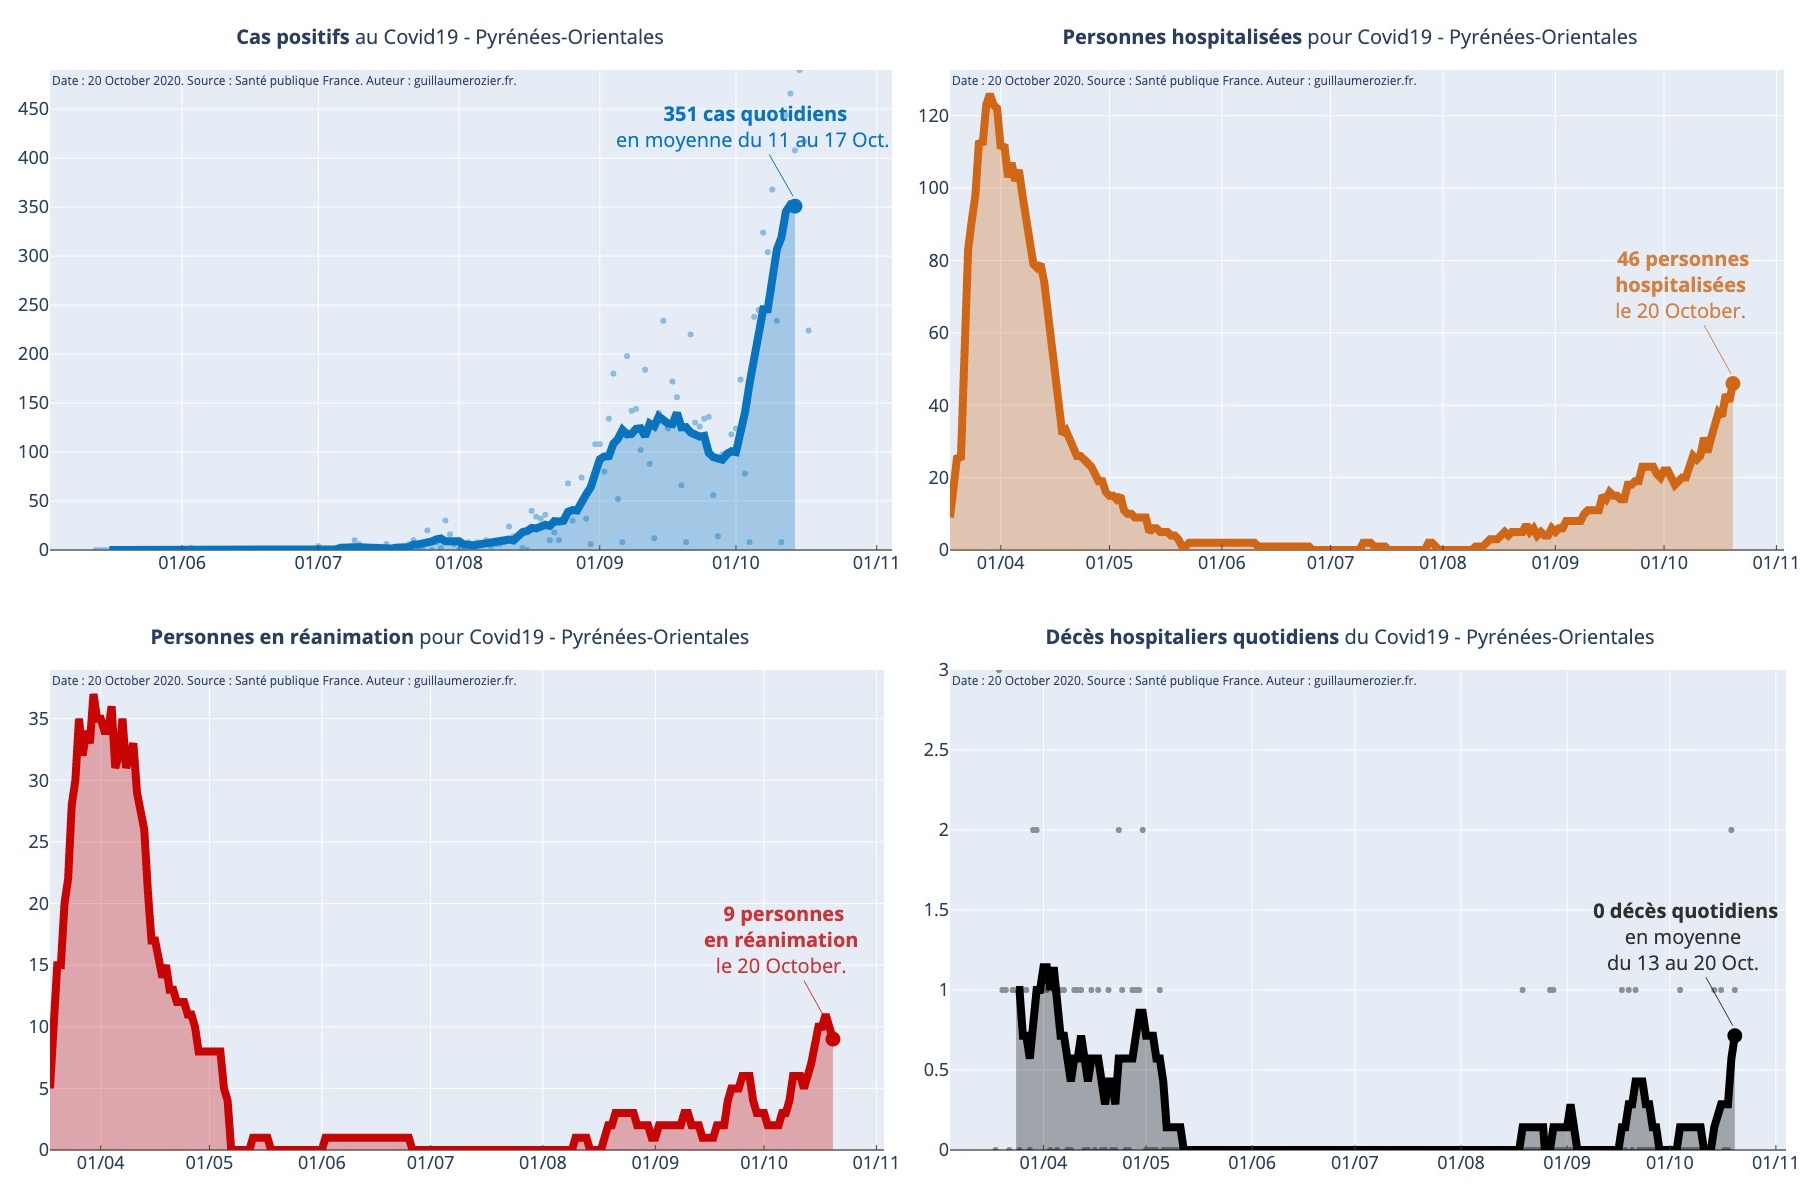 Cas positifs au Covid19 - Pyrénées-Orientales
Date : 20 October 2020. Source : Santé publique France. Auteur : guillaumerozier.fr.
351 cas quotidiens
en moyenne du 11 au 17 Oct.
450
400
350
300
250
200
150
100
50
0
01/06 01/07 01/08 01/09 01/10 01/11
Personnes hospitalisées pour Covid19 - Pyrénées-Orientales
Date : 20 October 2020. Source : Santé publique France. Auteur : guillaumerozier.fr.
120
100
80
60
40
20
0
46 personnes
hospitalisées
le 20 October.
01/04 01/05 01/06 01/07 01/08 01/09 01/10 01/11
Personnes en réanimation pour Covid19 - Pyrénées-Orientales
Date : 20 October 2020. Source : Santé publique France. Auteur : guillaumerozier.fr.
35
30
25
20
15
10
5
0
9 personnes
en réanimation
le 20 October.
01/04 01/05 01/06 01/07 01/08 01/09 01/10 01/11
Décès hospitaliers quotidiens du Covid19 - Pyrénées-Orientales
Date : 20 October 2020. Source : Santé publique France. Auteur : guillaumerozier.fr.
3
2.5
2
1.5
1
0.5
0
0 décès quotidiens
en moyenne
du 13 au 20 Oct.
01/04 01/05 01/06 01/07 01/08 01/09 01/10 01/11